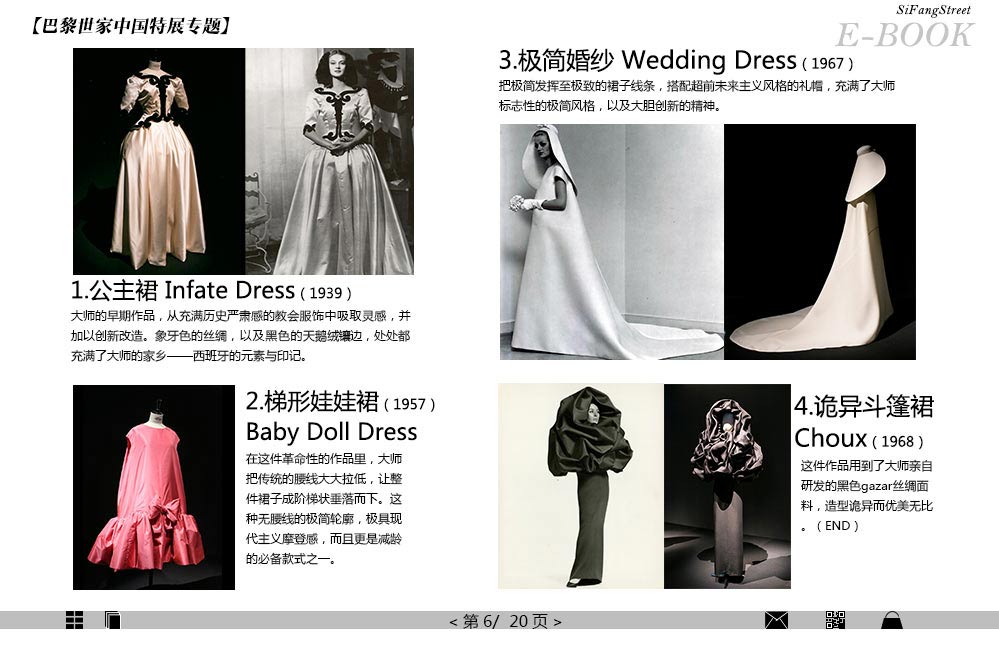 【巴黎世家中国特展专题】
SiFangStreet
E-BOOK
1.公主裙 Infate Dress（1939）
大师的早期作品，从充满历史严肃感的教会服饰中吸取灵感，并
加以创新改造。象牙色的丝绸，以及黑色的天鹅绒镶边，处处都
充满了大师的家乡——西班牙的元素与印记。
2.梯形娃娃裙（1957）
Baby Doll Dress
在这件革命性的作品里，大师
把传统的腰线大大拉低，让整
件裙子成阶梯状垂落而下。这
种无腰线的极简轮廓，极具现
代主义摩登感，而且更是减龄
的必备款式之一。
3.极简婚纱 Wedding Dress（1967）
把极简发挥至极致的裙子线条，搭配超前未来主义风格的礼帽，充满了大师
标志性的极简风格，以及大胆创新的精神。
4.诡异斗篷裙
Choux（1968）
这件作品用到了大师亲自
研发的黑色gazar丝绸面
料，造型诡异而优美无比
。（END）
< 第 6/ 20 页 >